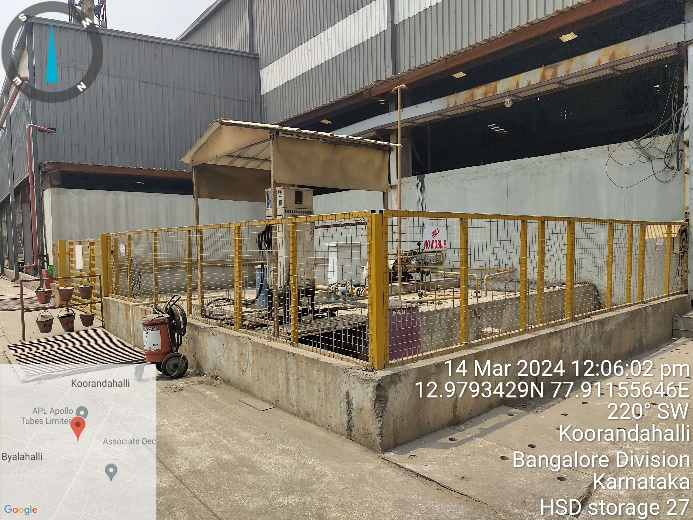 14 Mar 2024 12:06:02 pm
12.9793429N 77.91155646E
220° SW
Koorandahalli
Bangalore Division
Karnataka
HSD storage 27
Koorandahalli
APL Apollo
Tubes Limited
Associate Dec
Byalahalli
Google